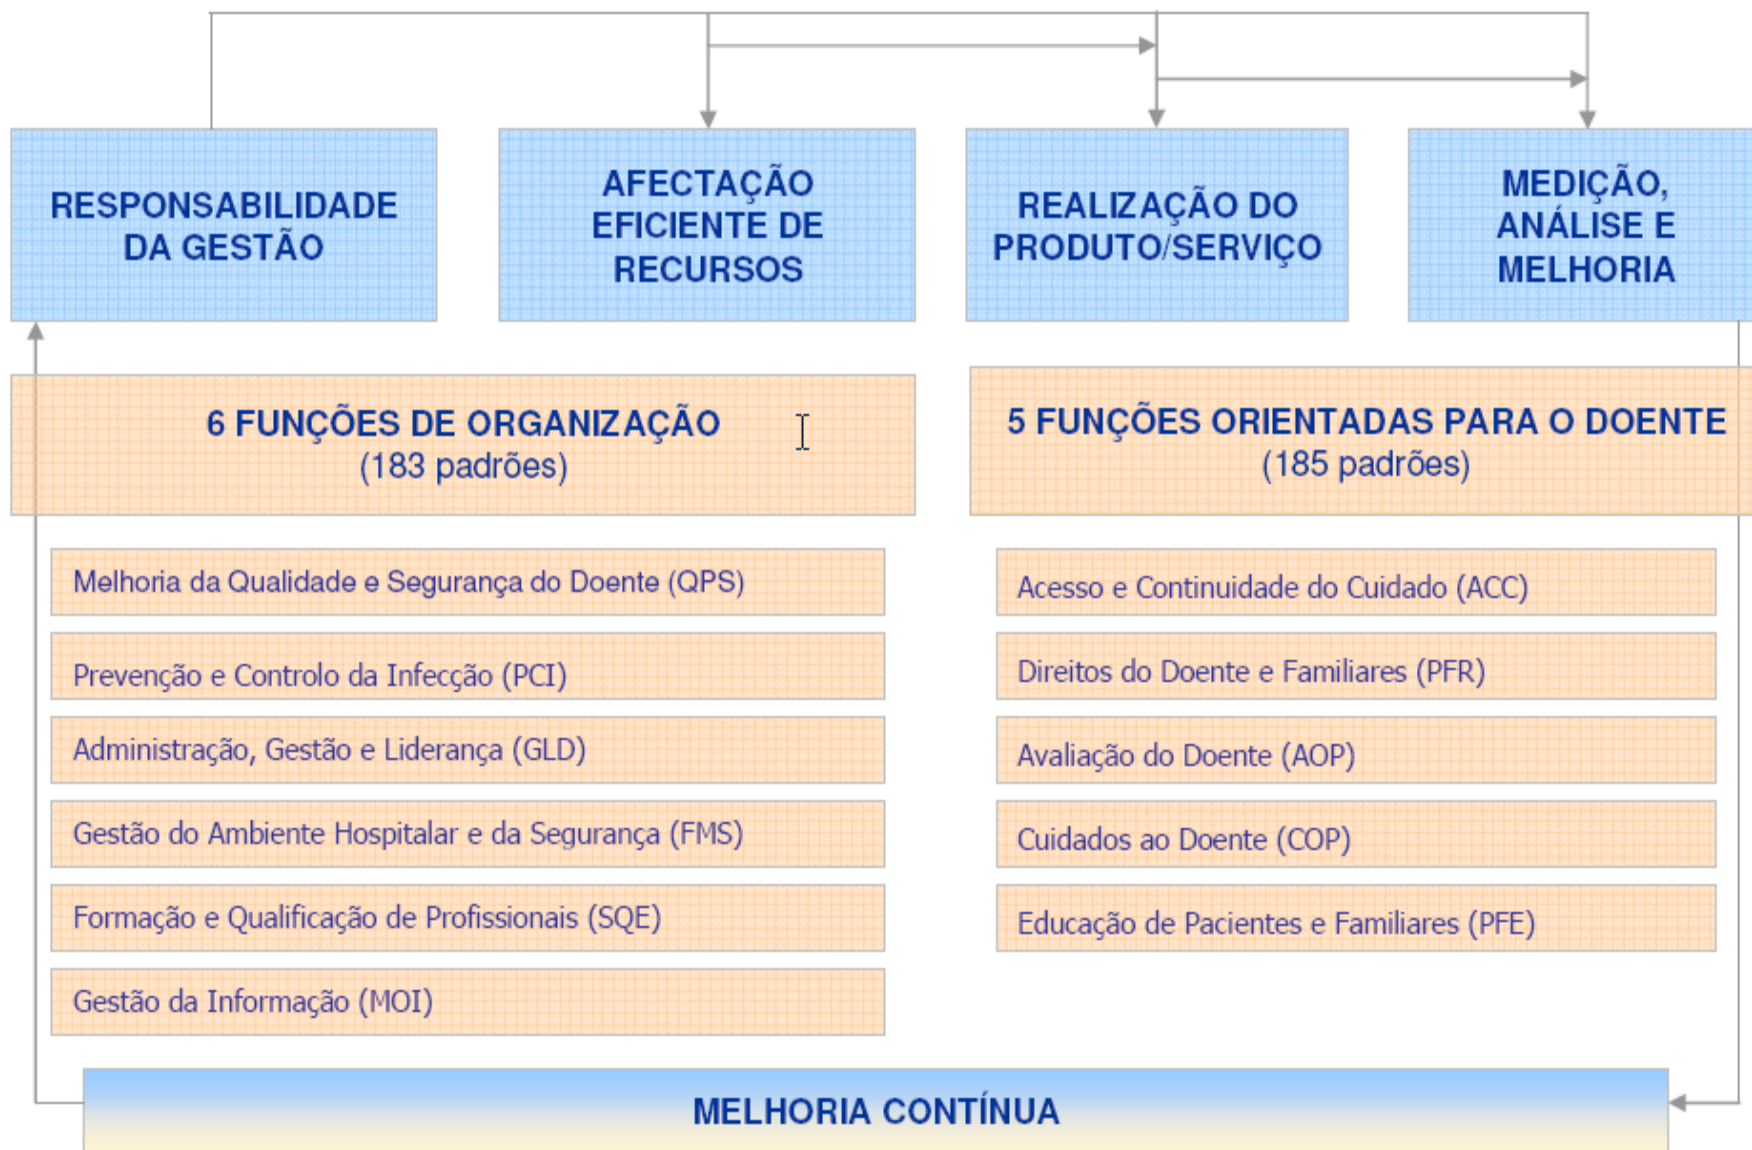 RESPONSABILIDADE
DA GESTÃO
AFECTAÇÃO
EFICIENTE DE
RECURSOS
REALIZAÇÃO DO
PRODUTO/SERVIÇO
MEDIÇÃO,
ANÁLISE E
MELHORIA
6 FUNÇÕES DE ORGANIZAÇÃO
(183 padrões)
Melhoria da Qualidade e Segurança do Doente (QPS)
Prevenção e Controlo da Infecção (PCI)
Administração, Gestão e Liderança (GLD)
Gestão do Ambiente Hospitalar e da Segurança (FMS)
Formação e Qualificação de Profissionais (SQE)
Gestão da Informação (MOI)
5 FUNÇÕES ORIENTADAS PARA O DOENTE
(185 padrões)
Acesso e Continuidade do Cuidado (ACC)
Direitos do Doente e Familiares (PFR)
Avaliação do Doente (AOP)
Cuidados ao Doente (COP)
Educação de Pacientes e Familiares (PFE)
MELHORIA CONTÍNUA